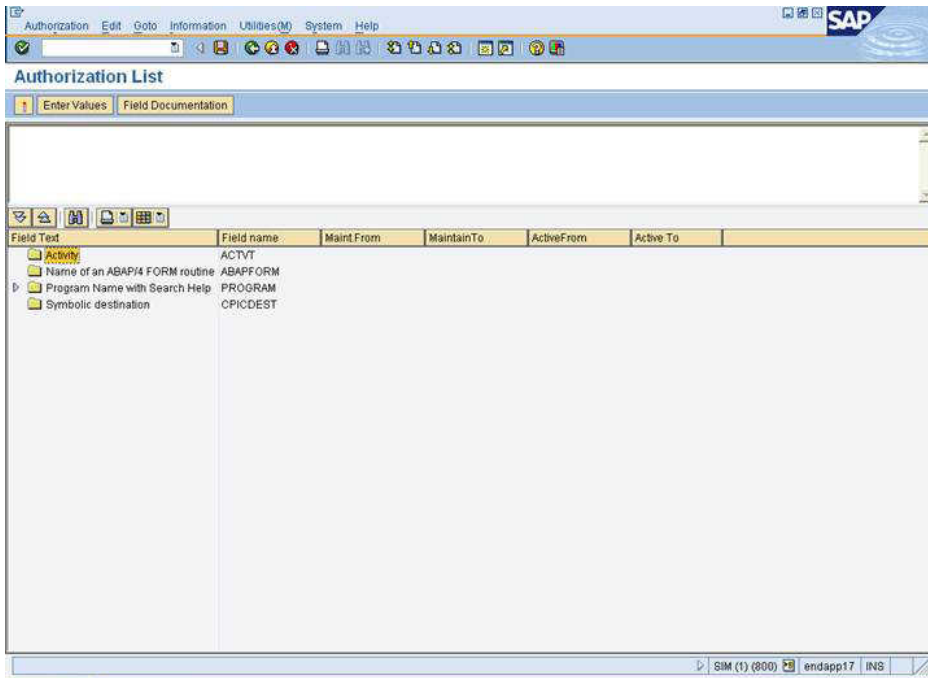 Authorization Edit Goto Information Utilities(M) System Help
SAP
Authorization List
Enter Values Field Documentation
Field Text Field name Maint From MaintainTo ActiveFrom Active To
Activity ACTVT
Name of an ABAP/4 FORM routine ABAPFORM
Program Name with Search Help PROGRAM
Symbolic destination CPICDEST
SIM (1) (800) endapp17 INS